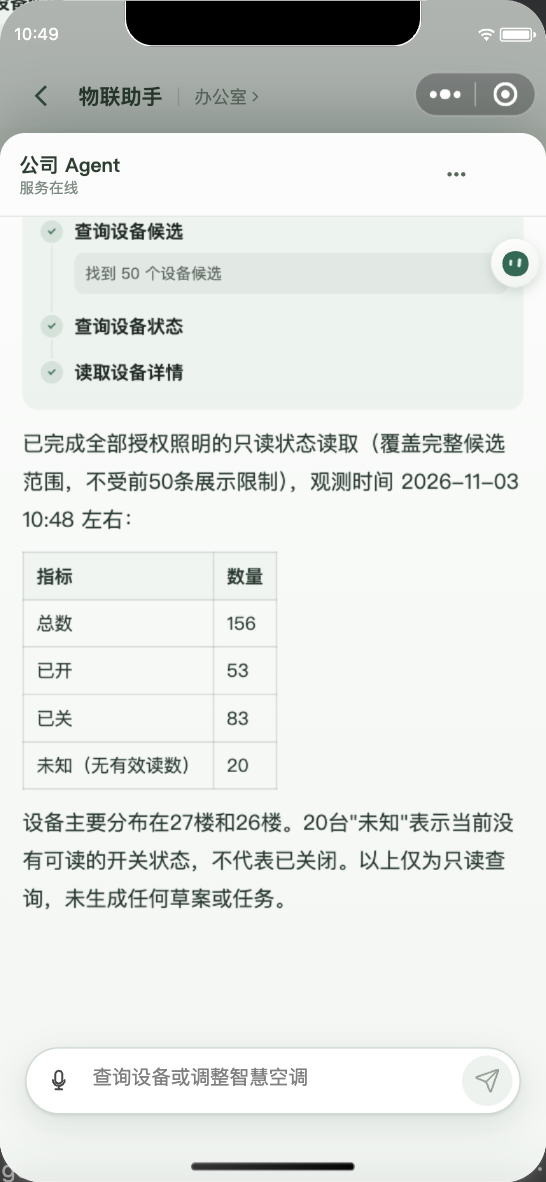 10:49
物联助手 办公室 >
公司 Agent
服务在线
查询设备候选
找到 50 个设备候选
查询设备状态
读取设备详情
已完成全部授权照明的只读状态读取（覆盖完整候选
范围，不受前50条展示限制），观测时间 2026-11-03
10:48 左右：
指标 数量
总数 156
已开 53
已关 83
未知（无有效读数） 20
设备主要分布在27楼和26楼。20台"未知"表示当前没
有可读的开关状态，不代表已关闭。以上仅为只读查
询，未生成任何草案或任务。
查询设备或调整智慧空调